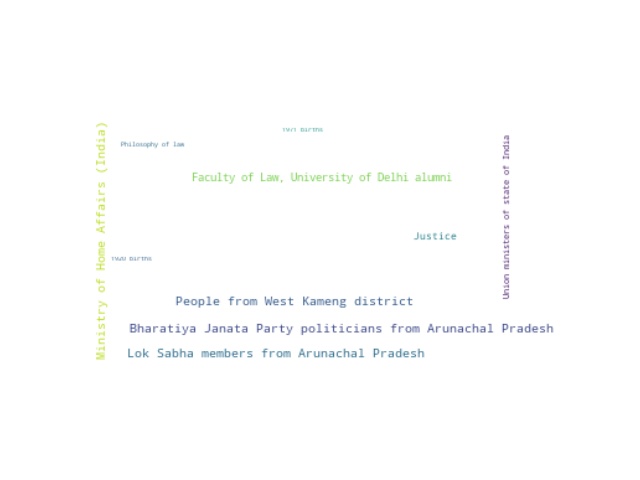 1971 births
Philosophy of law
Ministry of Home Affairs (India)
Union ministers of state of India
Faculty of Law, University of Delhi alumni
Justice
births
People from West Kameng district
Bharatiya Janata Party politicians from Arunachal Pradesh
Lok Sabha members from Arunachal Pradesh